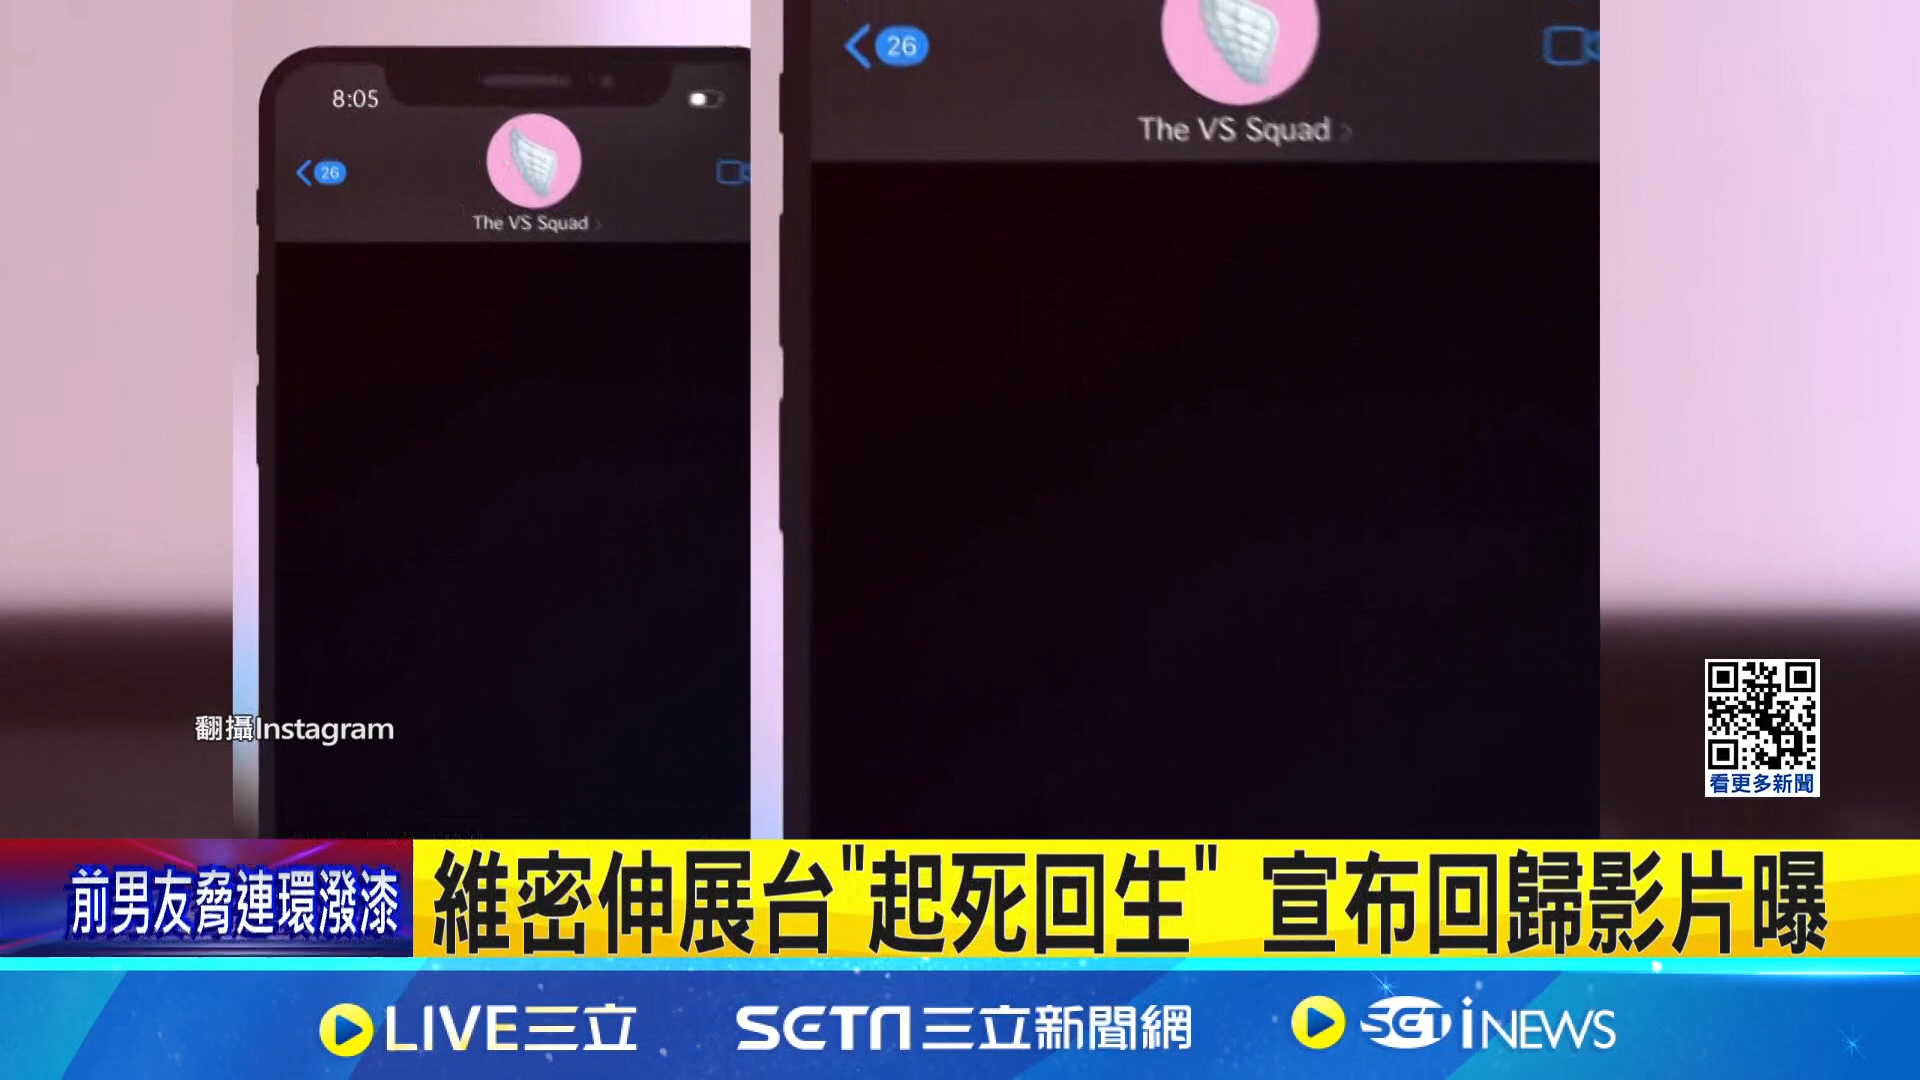 8:05
26
The VS Squad
26
The VS Squad
翻攝Instagram
看更多新聞
前男友脅連環潑漆
維密伸展台"起死回生" 宣布回歸影片曝
LIVE三立
SETN三立新聞網
SET iNEWS